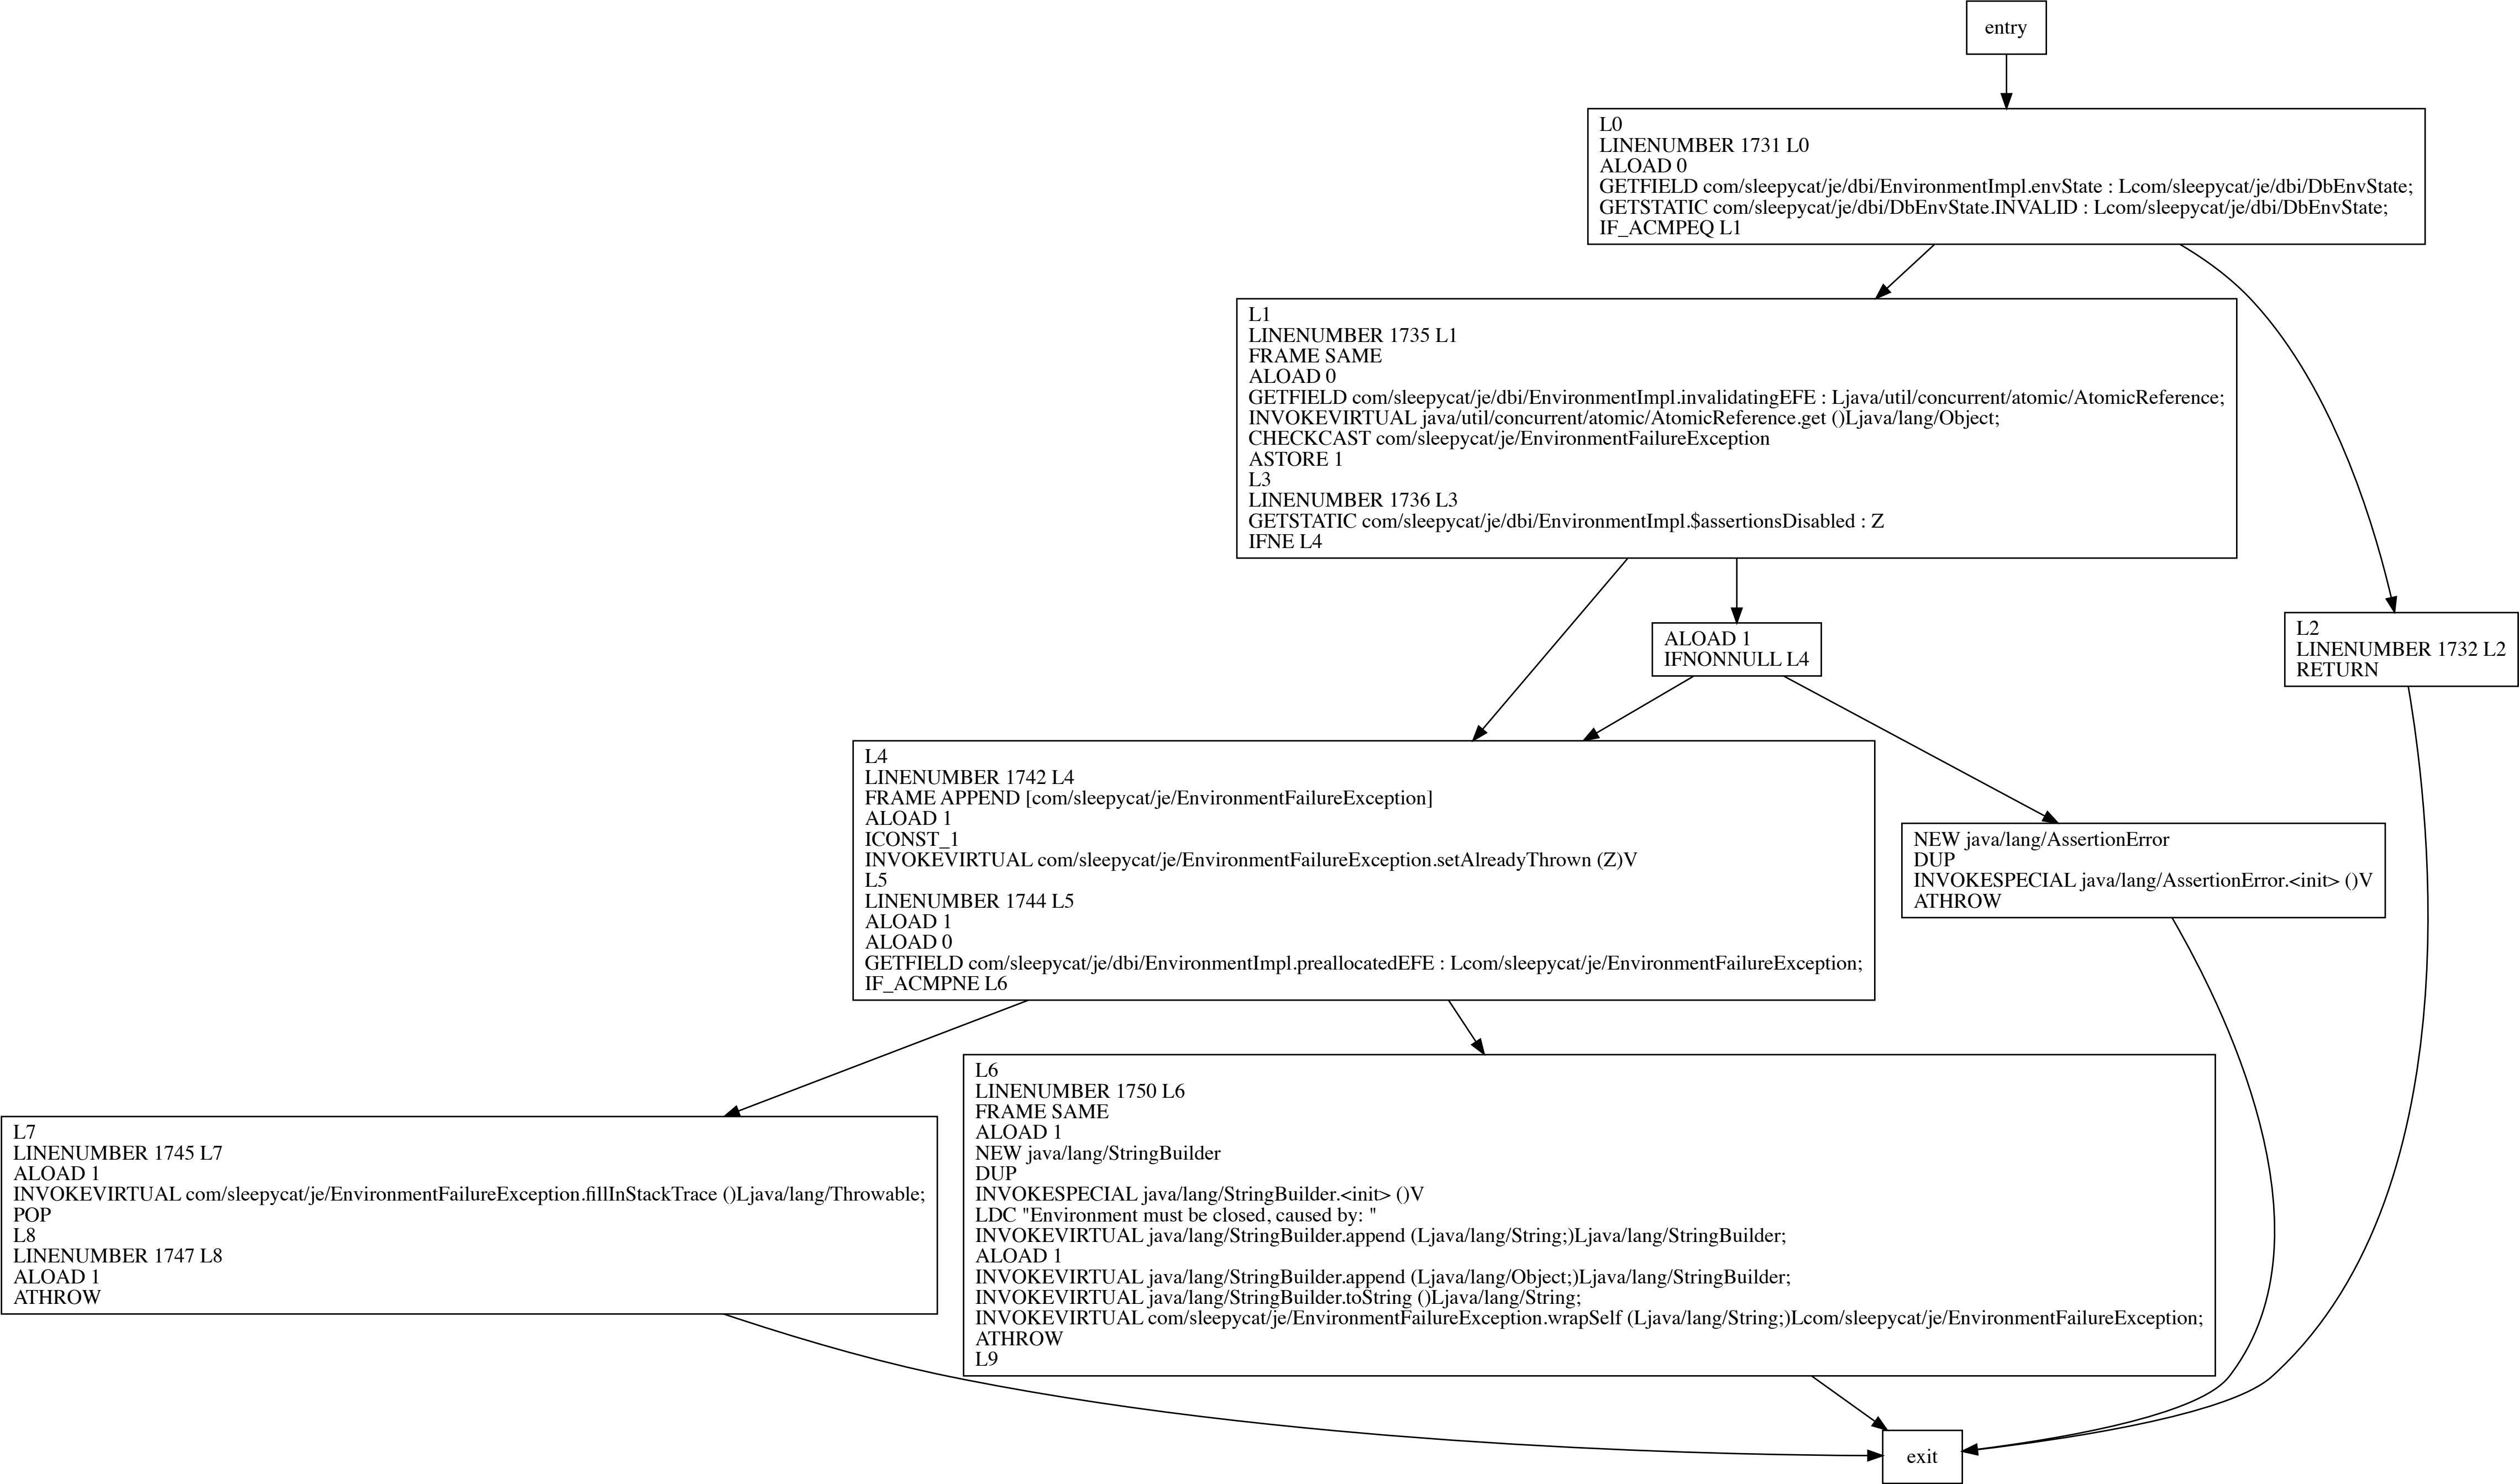 entry
L0
LINENUMBER 1731 L0
ALOAD 0
GETFIELD com/sleepycat/je/dbi/EnvironmentImpl.envState : Lcom/sleepycat/je/dbi/DbEnvState;
GETSTATIC com/sleepycat/je/dbi/DbEnvState.INVALID : Lcom/sleepycat/je/dbi/DbEnvState;
IF_ACMPEQ L1
L1
LINENUMBER 1735 L1
FRAME SAME
ALOAD 0
GETFIELD com/sleepycat/je/dbi/EnvironmentImpl.invalidatingEFE : Ljava/util/concurrent/atomic/AtomicReference;
INVOKEVIRTUAL java/util/concurrent/atomic/AtomicReference.get ()Ljava/lang/Object;
CHECKCAST com/sleepycat/je/EnvironmentFailureException
ASTORE 1
L3
LINENUMBER 1736 L3
GETSTATIC com/sleepycat/je/dbi/EnvironmentImpl.$assertionsDisabled : Z
IFNE L4
ALOAD 1
IFNONNULL L4
L2
LINENUMBER 1732 L2
RETURN
L4
LINENUMBER 1742 L4
FRAME APPEND [com/sleepycat/je/EnvironmentFailureException]
ALOAD 1
ICONST_1
INVOKEVIRTUAL com/sleepycat/je/EnvironmentFailureException.setAlreadyThrown (Z)V
L5
LINENUMBER 1744 L5
ALOAD 1
ALOAD 0
GETFIELD com/sleepycat/je/dbi/EnvironmentImpl.preallocatedEFE : Lcom/sleepycat/je/EnvironmentFailureException;
IF_ACMPNE L6
NEW java/lang/AssertionError
DUP
INVOKESPECIAL java/lang/AssertionError.<init> ()V
ATHROW
L7
LINENUMBER 1745 L7
ALOAD 1
INVOKEVIRTUAL com/sleepycat/je/EnvironmentFailureException.fillInStackTrace ()Ljava/lang/Throwable;
POP
L8
LINENUMBER 1747 L8
ALOAD 1
ATHROW
L6
LINENUMBER 1750 L6
FRAME SAME
ALOAD 1
NEW java/lang/StringBuilder
DUP
INVOKESPECIAL java/lang/StringBuilder.<init> ()V
LDC "Environment must be closed, caused by: "
INVOKEVIRTUAL java/lang/StringBuilder.append (Ljava/lang/String;)Ljava/lang/StringBuilder;
ALOAD 1
INVOKEVIRTUAL java/lang/StringBuilder.append (Ljava/lang/Object;)Ljava/lang/StringBuilder;
INVOKEVIRTUAL java/lang/StringBuilder.toString ()Ljava/lang/String;
INVOKEVIRTUAL com/sleepycat/je/EnvironmentFailureException.wrapSelf (Ljava/lang/String;)Lcom/sleepycat/je/EnvironmentFailureException;
ATHROW
L9
exit